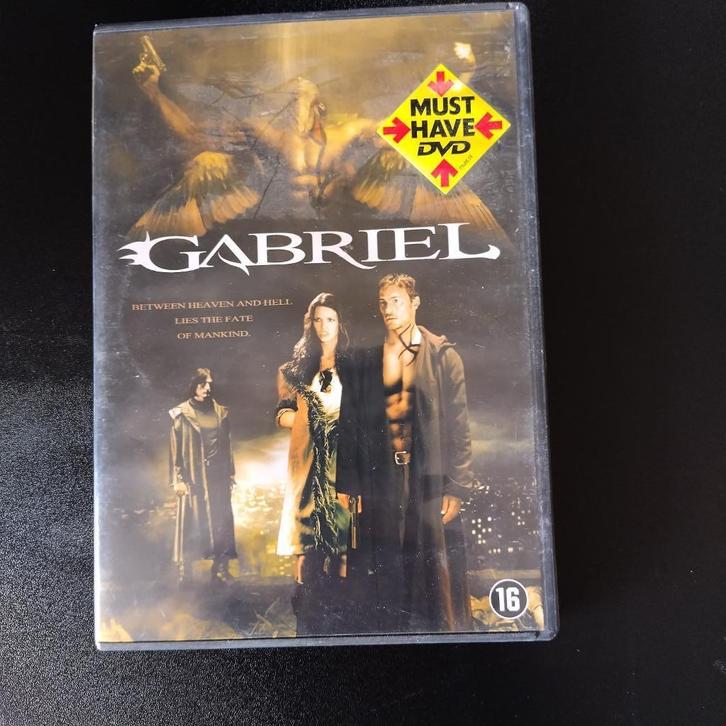 MUST
HAVE
DVD
GABRIEL
BETWEEN HEAVEN AND HELL
LIES THE FATE
OF MANKIND.
16